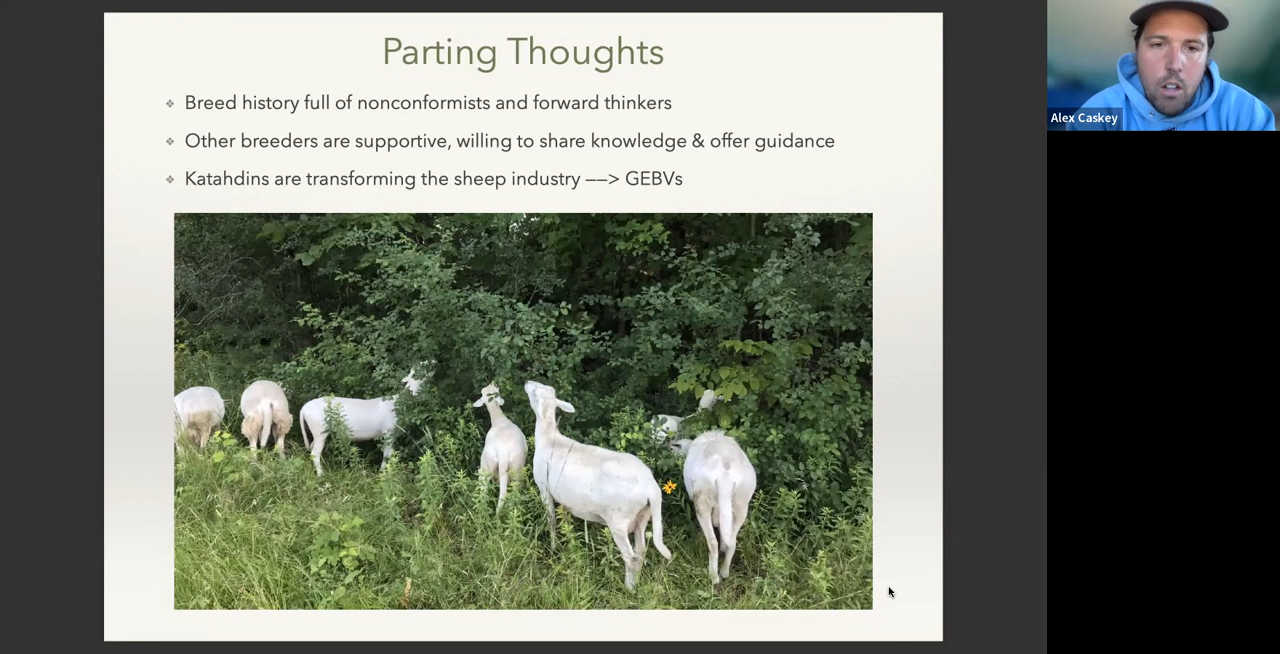 Parting Thoughts
Breed history full of nonconformists and forward thinkers
Other breeders are supportive, willing to share knowledge & offer guidance
Katahdins are transforming the sheep industry ––> GEBVs
Alex Caskey